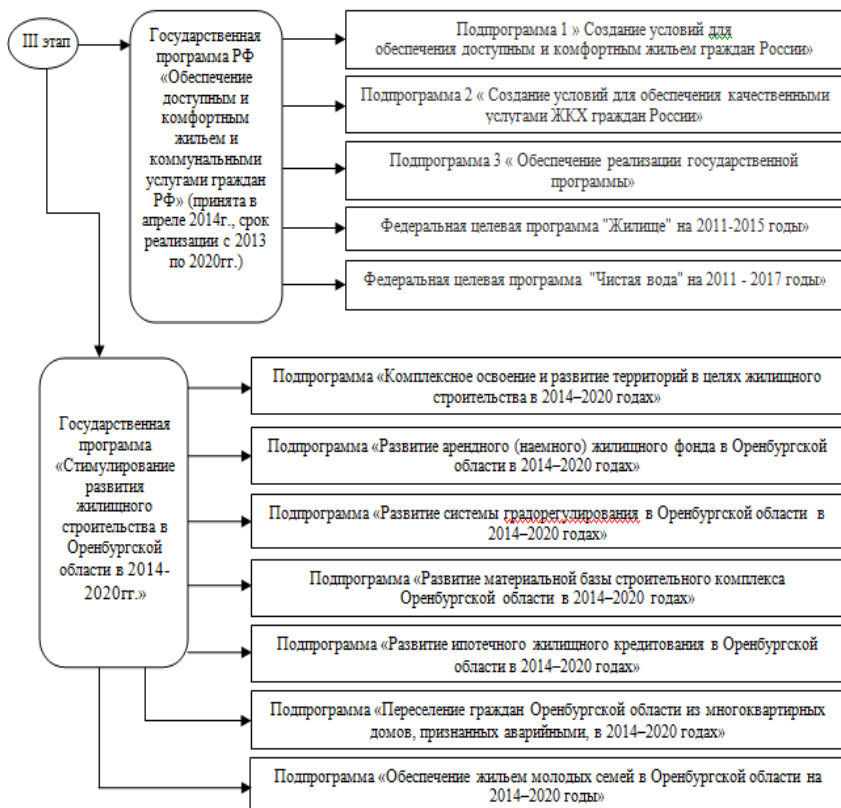 III этап
Государственная
программа РФ
«Обеспечение
доступным и
комфортным
жильем и
коммунальными
услугами граждан
РФ» (принята в
апреле 2014г., срок
реализации с 2013
по 2020гг.)
Подпрограмма 1 » Создание условий для
обеспечения доступным и комфортным жильем граждан России»
Подпрограмма 2 « Создание условий для обеспечения качественными
услугами ЖКХ граждан России»
Подпрограмма 3 « Обеспечение реализации государственной
программы»
Федеральная целевая программа "Жилище" на 2011-2015 годы»
Федеральная целевая программа "Чистая вода" на 2011 - 2017 годы»
Государственная
программа
«Стимулирование
развития
жилищного
строительства в
Оренбургской
области в 2014-
2020гг.»
Подпрограмма «Комплексное освоение и развитие территорий в целях жилищного
строительства в 2014–2020 годах»
Подпрограмма «Развитие арендного (наемного) жилищного фонда в Оренбургской
области в 2014–2020 годах»
Подпрограмма «Развитие системы градорегулирования в Оренбургской области в
2014–2020 годах»
Подпрограмма «Развитие материальной базы строительного комплекса
Оренбургской области в 2014–2020 годах»
Подпрограмма «Развитие ипотечного жилищного кредитования в Оренбургской
области в 2014–2020 годах»
Подпрограмма «Переселение граждан Оренбургской области из многоквартирных
домов, признанных аварийными, в 2014–2020 годах»
Подпрограмма «Обеспечение жильем молодых семей в Оренбургской области на
2014–2020 годы»